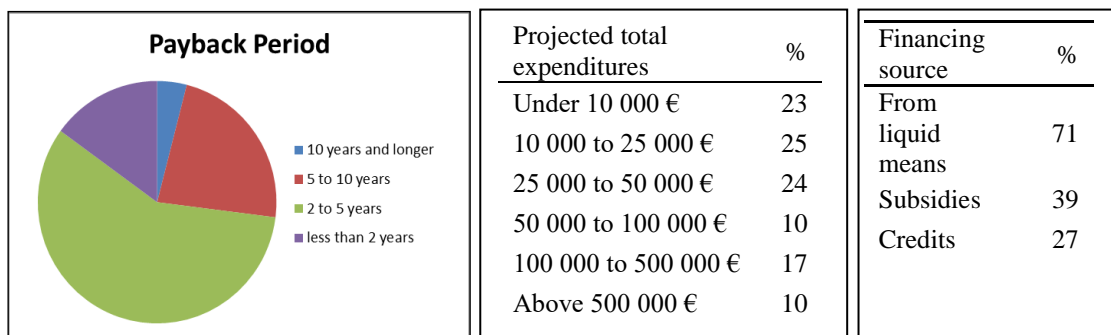 Payback Period
10 years and longer
5 to 10 years
2 to 5 years
less than 2 years
Projected total
expenditures
%
Under 10 000 € 23
10 000 to 25 000 € 25
25 000 to 50 000 € 24
50 000 to 100 000 € 10
100 000 to 500 000 € 17
Above 500 000 € 10
Financing
source
%
From
liquid
means
71
Subsidies 39
Credits 27